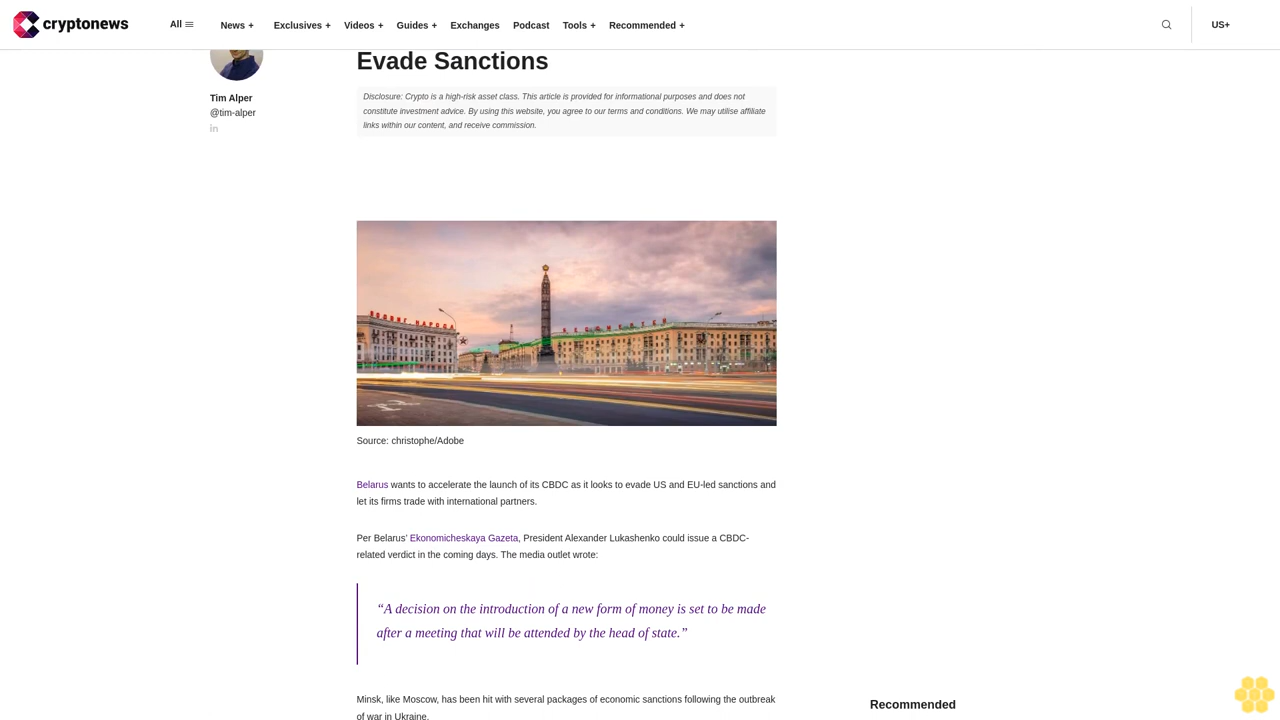 cryptonews
All
News +
Exclusives +
Videos +
Guides +
Exchanges
Podcast
Tools +
Recommended +
US+
Evade Sanctions
Tim Alper
@tim-alper
in
Disclosure: Crypto is a high-risk asset class. This article is provided for informational purposes and does not
constitute investment advice. By using this website, you agree to our terms and conditions. We may utilise affiliate
links within our content, and receive commission.
Source: christophe/Adobe
Belarus wants to accelerate the launch of its CBDC as it looks to evade US and EU-led sanctions and
let its firms trade with international partners.
Per Belarus’ Ekonomicheskaya Gazeta, President Alexander Lukashenko could issue a CBDC-
related verdict in the coming days. The media outlet wrote:
“A decision on the introduction of a new form of money is set to be made
after a meeting that will be attended by the head of state.”
Minsk, like Moscow, has been hit with several packages of economic sanctions following the outbreak
of war in Ukraine.
Recommended